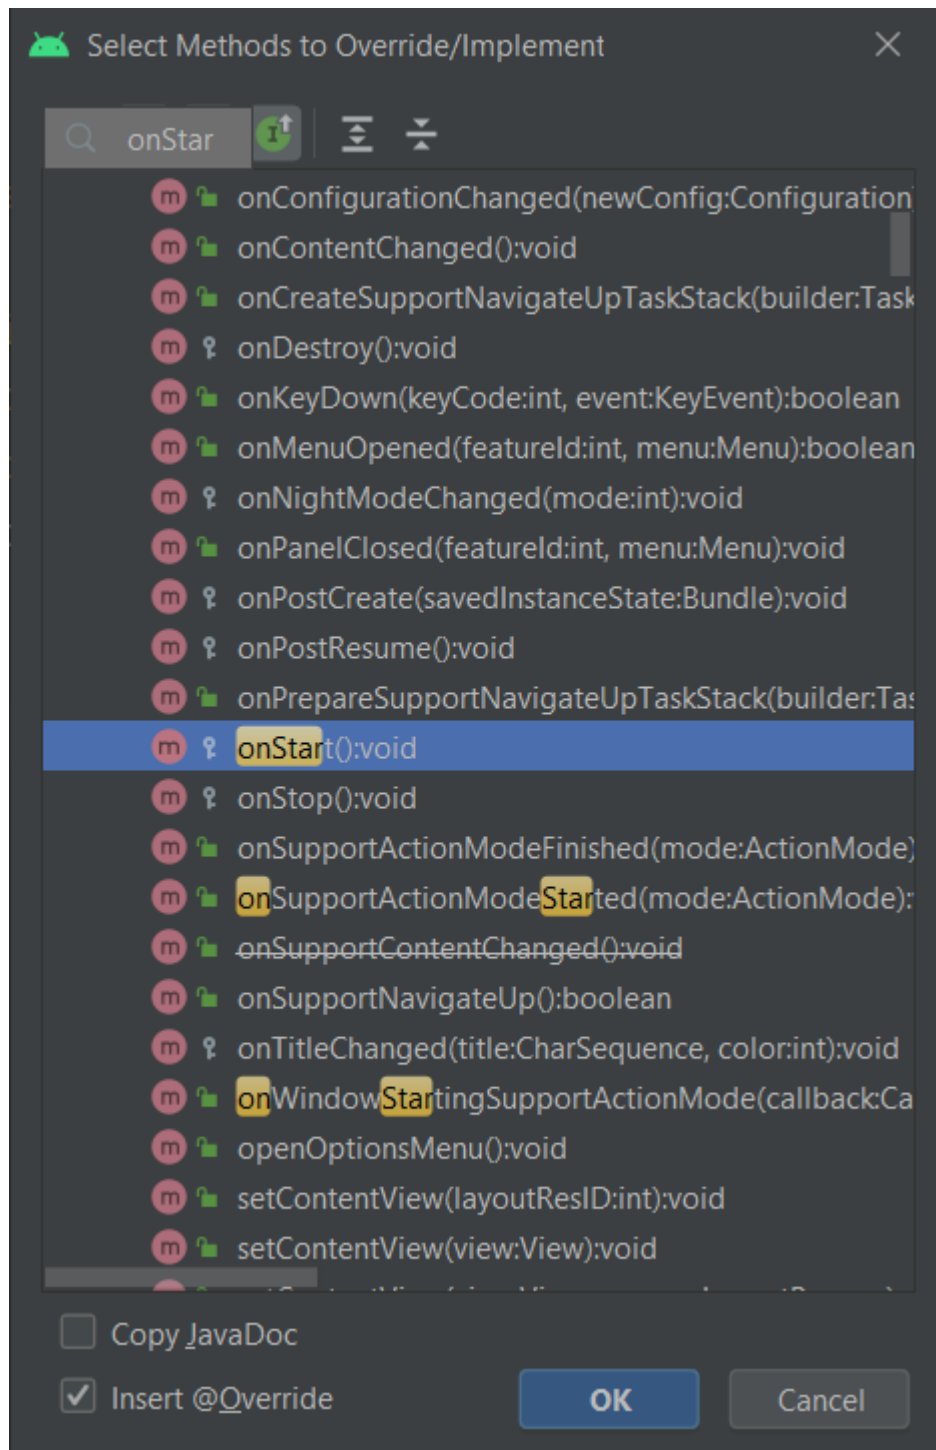 Select Methods to Override/Implement
onStar
onConfigurationChanged(newConfig:Configuration)
onContentChanged():void
onCreateSupportNavigateUpTaskStack(builder:Task
onDestroy():void
onKeyDown(keyCode:int, event:KeyEvent):boolean
onMenuOpened(featureId:int, menu:Menu):boolean
onNightModeChanged(mode:int):void
onPanelClosed(featureId:int, menu:Menu):void
onPostCreate(savedInstanceState:Bundle):void
onPostResume():void
onPrepareSupportNavigateUpTaskStack(builder:Tas
onStart():void
onStop():void
onSupportActionModeFinished(mode:ActionMode)
onSupportActionModeStarted(mode:ActionMode):
onSupportContentChanged():void
onSupportNavigateUp():boolean
onTitleChanged(title:CharSequence, color:int):void
onWindowStartingSupportActionMode(callback:Ca
openOptionsMenu():void
setContentView(layoutResID:int):void
setContentView(view:View):void
Copy JavaDoc
Insert @Override
OK
Cancel